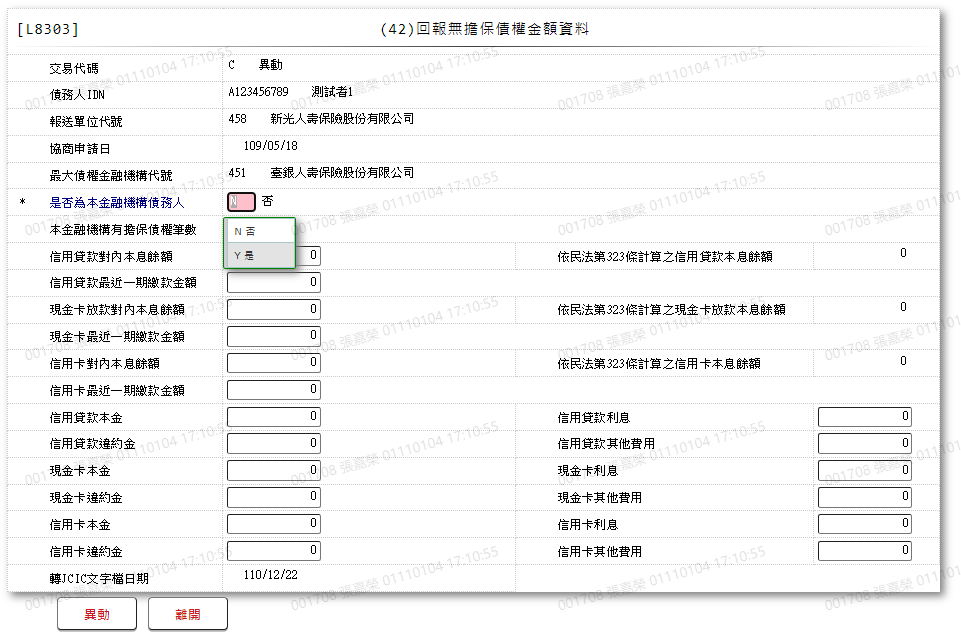 [L8303] (42)回報無擔保債權金額資料
交易代碼 C 異動
債務人IDN A123456789 測試者1
報送單位代號 458 新光人壽保險股份有限公司
協商申請日 109/05/18
最大債權金融機構代號 451 臺銀人壽保險股份有限公司
* 是否為本金融機構債務人 N 否
N 否
本金融機構有擔保債權筆數
Y 是
信用貸款對內本息餘額 0 依民法第323條計算之信用貸款本息餘額 0
信用貸款最近一期繳款金額 0
現金卡放款對內本息餘額 0 依民法第323條計算之現金卡放款本息餘額 0
現金卡最近一期繳款金額 0
信用卡對內本息餘額 0 依民法第323條計算之信用卡本息餘額 0
信用卡最近一期繳款金額 0
信用貸款本金 0 信用貸款利息 0
信用貸款違約金 0 信用貸款其他費用 0
現金卡本金 0 現金卡利息 0
現金卡違約金 0 現金卡其他費用 0
信用卡本金 0 信用卡利息 0
信用卡違約金 0 信用卡其他費用 0
轉JCIC文字檔日期 110/12/22
異動 離開
001708 張嘉榮 01110104 17:10:55